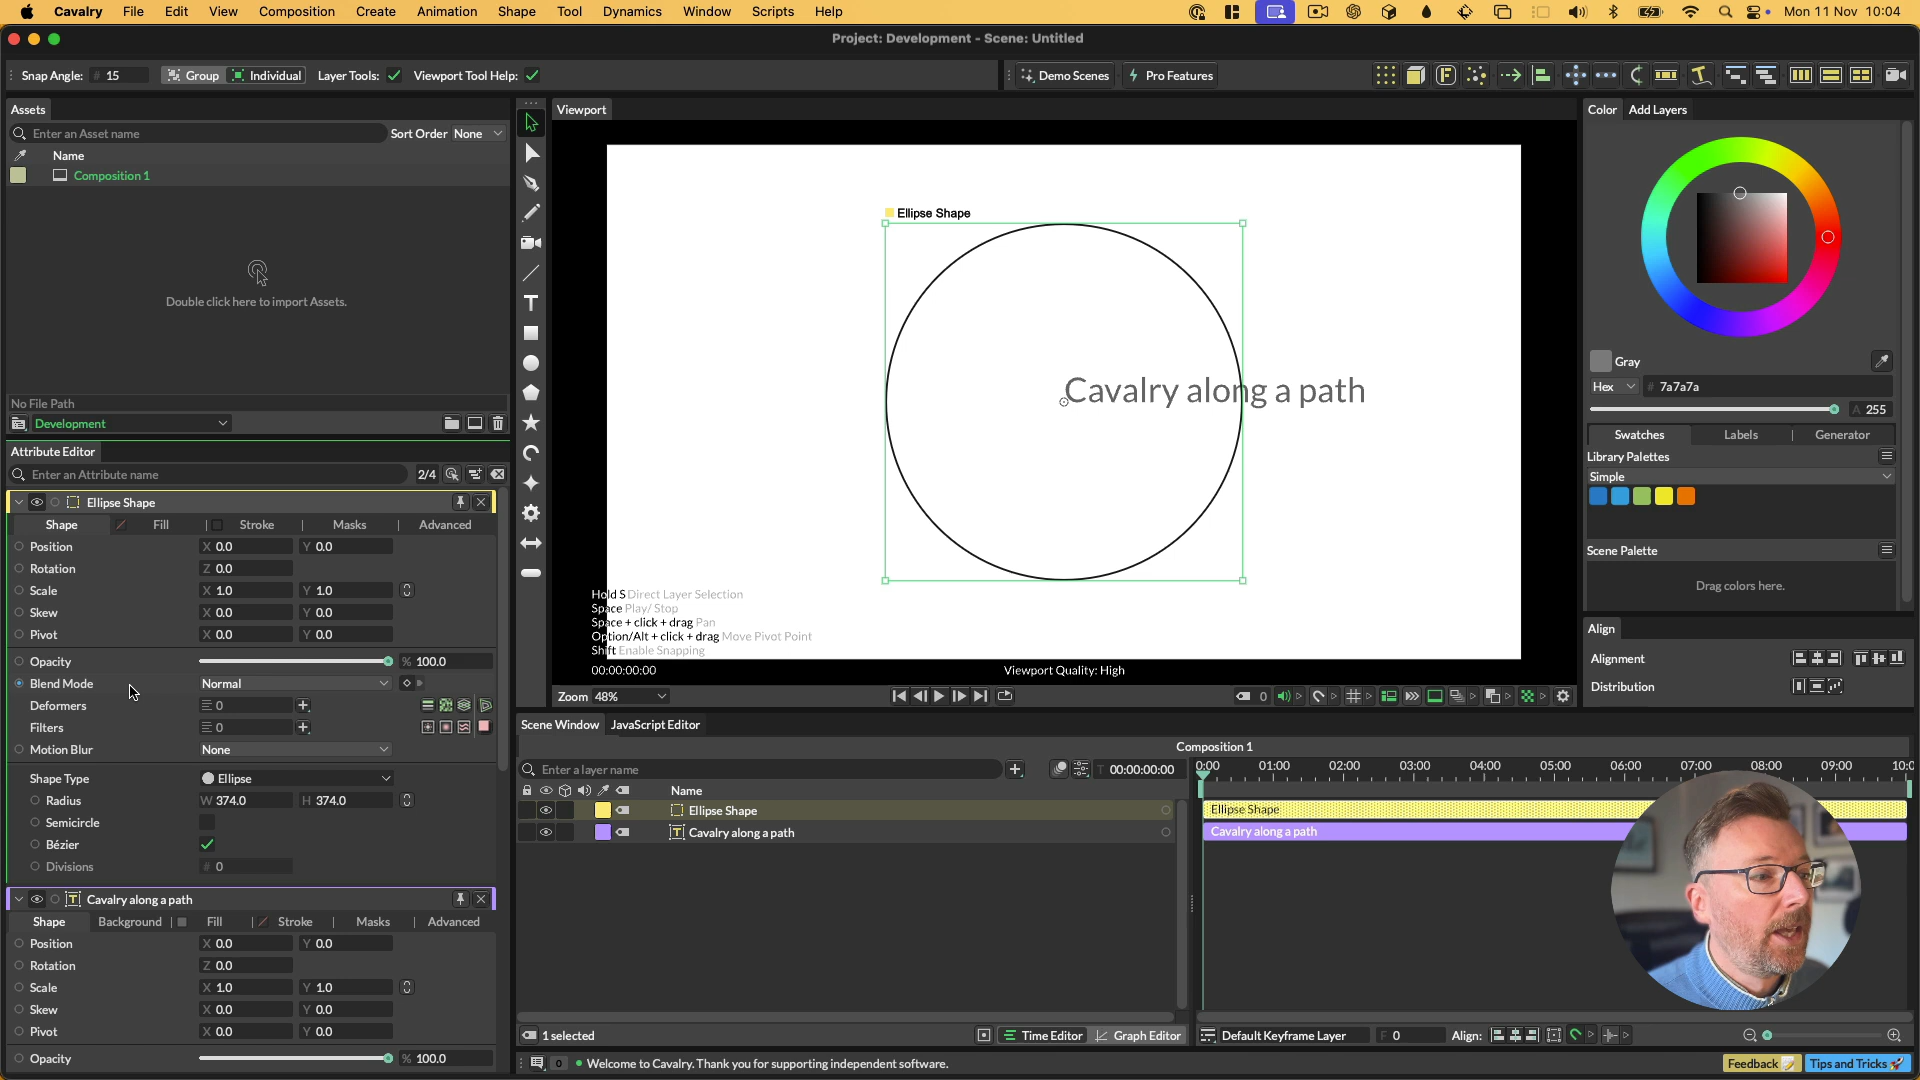 Cavalry File Edit View Composition Create Animation Shape Tool Dynamics Window Scripts Help Mon 11 Nov 10:04
Project: Development - Scene: Untitled
Snap Angle: # 15 Group Individual Layer Tools: Viewport Tool Help: Demo Scenes Pro Features
Assets
Enter an Asset name Sort Order None
Name
Composition 1
Double click here to import Assets.
No File Path
Development
Attribute Editor
Enter an Attribute name 2/4
Ellipse Shape
Shape Fill Stroke Masks Advanced
Position X 0.0 Y 0.0
Rotation Z 0.0
Scale X 1.0 Y 1.0
Skew X 0.0 Y 0.0
Pivot X 0.0 Y 0.0
Opacity % 100.0
Blend Mode Normal
Deformers 0
Filters 0
Motion Blur None
Shape Type Ellipse
Radius W 374.0 H 374.0
Semicircle
Bézier
Divisions # 0
Cavalry along a path
Shape Background Fill Stroke Masks Advanced
Position X 0.0 Y 0.0
Rotation Z 0.0
Scale X 1.0 Y 1.0
Skew X 0.0 Y 0.0
Pivot X 0.0 Y 0.0
Opacity % 100.0
Viewport
Ellipse Shape
Cavalry along a path
Hold S Direct Layer Selection
Space Play/ Stop
Space + click + drag Pan
Option/Alt + click + drag Move Pivot Point
Shift Enable Snapping
00:00:00:00 Viewport Quality: High
Zoom 48% 0
Scene Window JavaScript Editor
Composition 1
Enter a layer name T 00:00:00:00 0:00 01:00 02:00 03:00 04:00 05:00 06:00 07:00 08:00 09:00 10:0
Name
Ellipse Shape Ellipse Shape
Cavalry along a path Cavalry along a path
1 selected Time Editor Graph Editor Default Keyframe Layer F 0 Align:
0 Welcome to Cavalry. Thank you for supporting independent software. Feedback Tips and Tricks
Color Add Layers
Gray
Hex # 7a7a7a
A 255
Swatches Labels Generator
Library Palettes
Simple
Scene Palette
Drag colors here.
Align
Alignment
Distribution